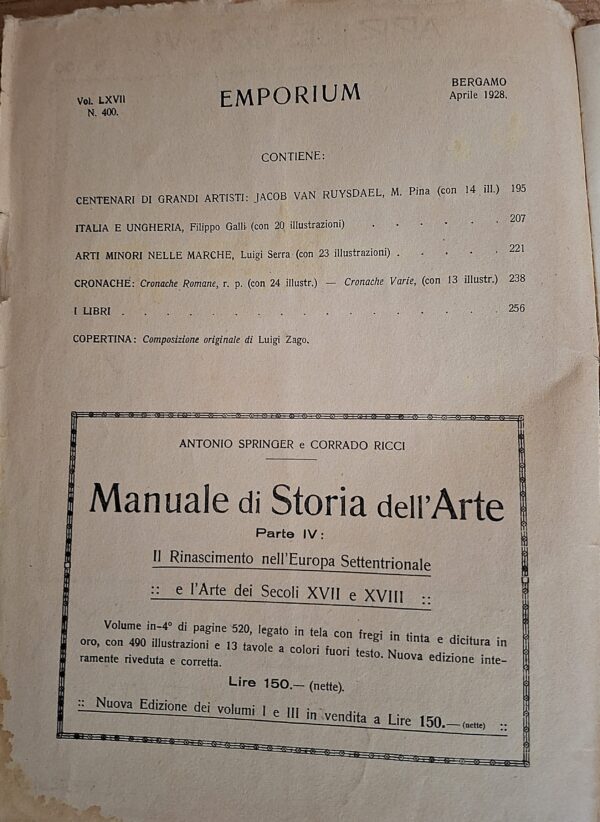 Vol. LXVII
N. 400.
EMPORIUM
BERGAMO
Aprile 1928.
CONTIENE:
CENTENARI DI GRANDI ARTISTI: JACOB VAN RUYSDAEL, M. Pina (con 14 ill.) 195
ITALIA E UNGHERIA, Filippo Galli (con 20 illustrazioni) . . . . . . 207
ARTI MINORI NELLE MARCHE, Luigi Serra (con 23 illustrazioni) . . . . . 221
CRONACHE: Cronache Romane, r. p. (con 24 illustr.) — Cronache Varie, (con 13 illustr.) 238
I LIBRI . . . . . . . . . . . . . . . . . . 256
COPERTINA: Composizione originale di Luigi Zago.
ANTONIO SPRINGER e CORRADO RICCI
Manuale di Storia dell'Arte
Parte IV:
Il Rinascimento nell'Europa Settentrionale
:: e l'Arte dei Secoli XVII e XVIII ::
Volume in-4° di pagine 520, legato in tela con fregi in tinta e dicitura in
oro, con 490 illustrazioni e 13 tavole a colori fuori testo. Nuova edizione inte-
ramente riveduta e corretta.
Lire 150.— (nette).
:: Nuova Edizione dei volumi I e III in vendita a Lire 150.— (nette) ::